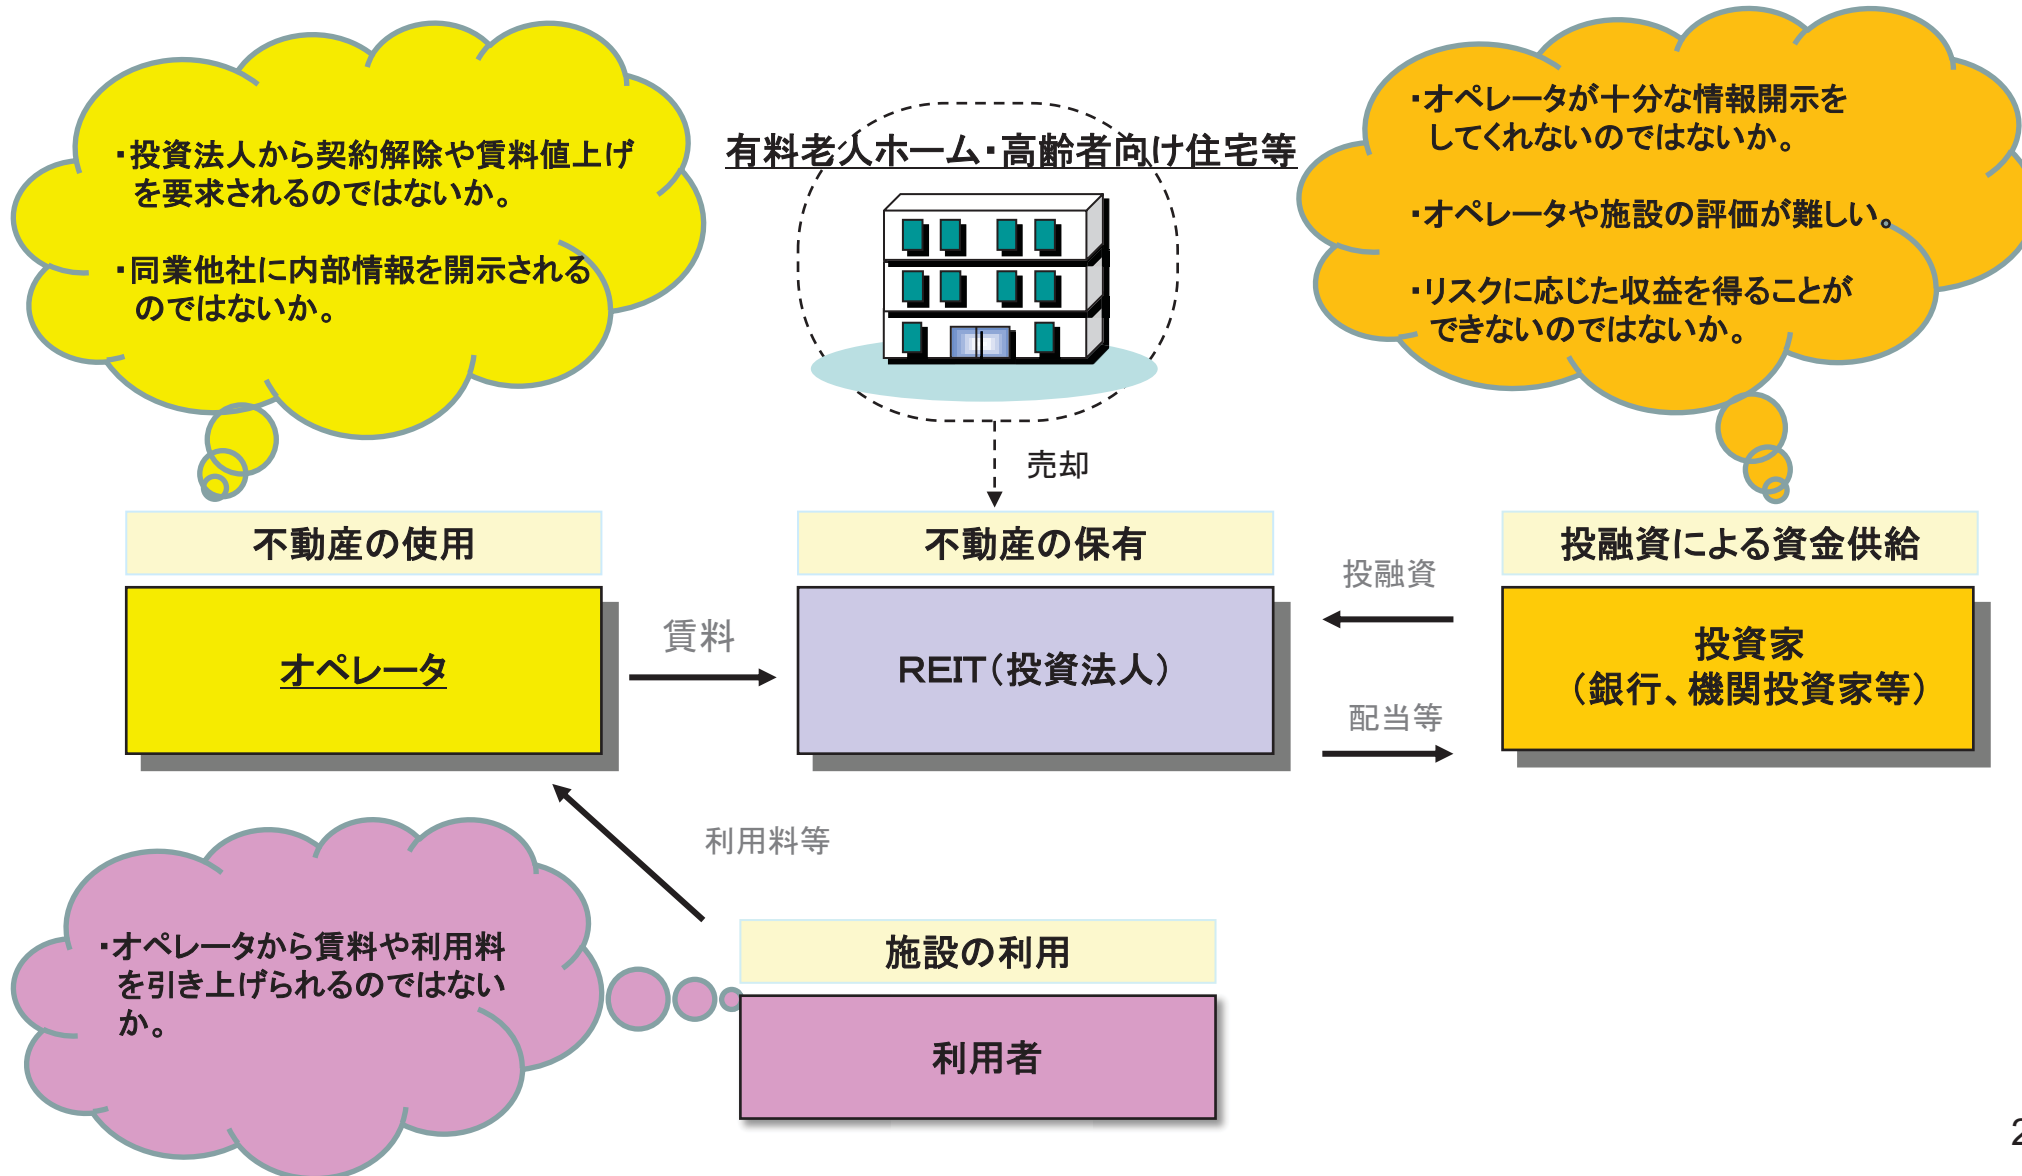 ・投資法人から契約解除や賃料値上げ
を要求されるのではないか。
・同業他社に内部情報を開示される
のではないか。
有料老人ホーム・高齢者向け住宅等
・オペレータが十分な情報開示を
してくれないのではないか。
・オペレータや施設の評価が難しい。
・リスクに応じた収益を得ることが
できないのではないか。
売却
不動産の使用
オペレータ
賃料
不動産の保有
REIT(投資法人)
投融資
配当等
投融資による資金供給
投資家
(銀行、機関投資家等)
利用料等
・オペレータから賃料や利用料
を引き上げられるのではない
か。
施設の利用
利用者
2